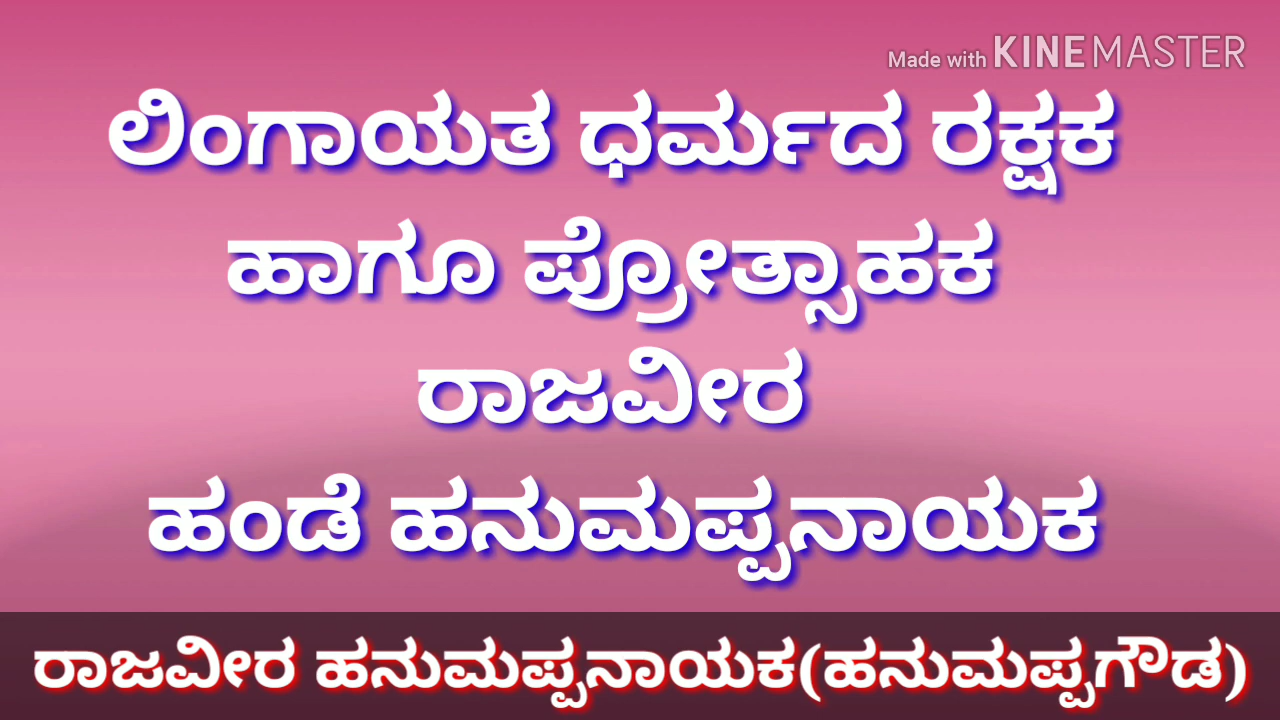 Made with KINEMASTER
ಲಿಂಗಾಯತ ಧರ್ಮದ ರಕ್ಷಕ
ಹಾಗೂ ಪ್ರೋತ್ಸಾಹಕ
ರಾಜವೀರ
ಹಂಡೆ ಹನುಮಪ್ಪನಾಯಕ
ರಾಜವೀರ ಹನುಮಪ್ಪನಾಯಕ(ಹನುಮಪ್ಪಗೌಡ)